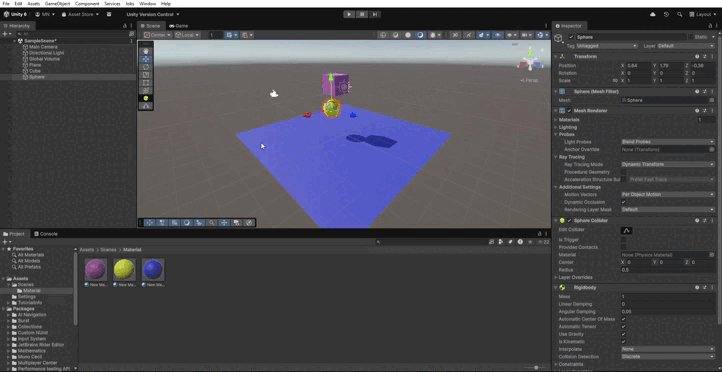 File Edit Assets GameObject Component Services Jobs Window Help
Unity 6 MN Asset Store Unity Version Control Layout
Hierarchy
Scene Game
Inspector
All
SampleScene*
Main Camera
Directional Light
Global Volume
Plane
Cube
Sphere
Center Local 1
Persp
Sphere Static
Tag Untagged Layer Default
Transform
Position X 0.64 Y 1.76
Rotation X 0 Y 0 Z 0
Scale X 1 Y 1 Z 1
Sphere (Mesh Filter)
Mesh Sphere
Mesh Renderer
Materials 1
Lighting
Probes
Light Probes Blend Probes
Anchor Override None (Transform)
Ray Tracing
Ray Tracing Mode Dynamic Transform
Procedural Geometry
Acceleration Structure Bui Prefer Fast Trace
Additional Settings
Motion Vectors Per Object Motion
Dynamic Occlusion
Rendering Layer Mask Default
Sphere Collider
Edit Collider
Is Trigger
Provides Contacts
Material None (Physics Material)
Center X 0 Y 0 Z 0
Radius 0.5
Layer Overrides
Rigidbody
Mass 1
Linear Damping 0
Angular Damping 0.05
Automatic Center Of Mass
Automatic Tensor
Use Gravity
Is Kinematic
Interpolate None
Collision Detection Discrete
Constraints
Project Console
Favorites
All Materials
All Models
All Prefabs
Assets
Scenes
Material
Settings
TutorialInfo
Packages
AI Navigation
Burst
Collections
Custom NUnit
Input System
JetBrains Rider Editor
Mathematics
Mono Cecil
Multiplayer Center
Performance testing API
Assets Scenes Material
New Ma... New Ma... New Ma...